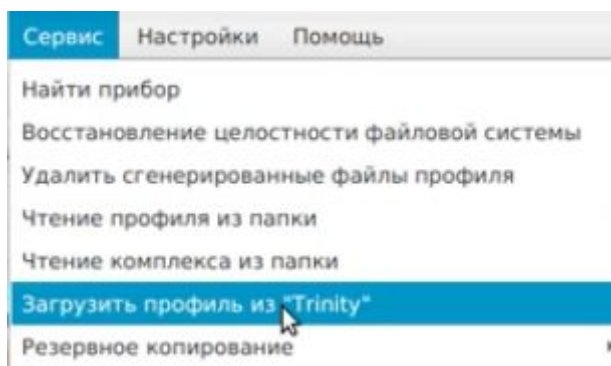 Сервис Настройки Помощь
Найти прибор
Восстановление целостности файловой системы
Удалить сгенерированные файлы профиля
Чтение профиля из папки
Чтение комплекса из папки
Загрузить профиль из "Trinity"
Резервное копирование